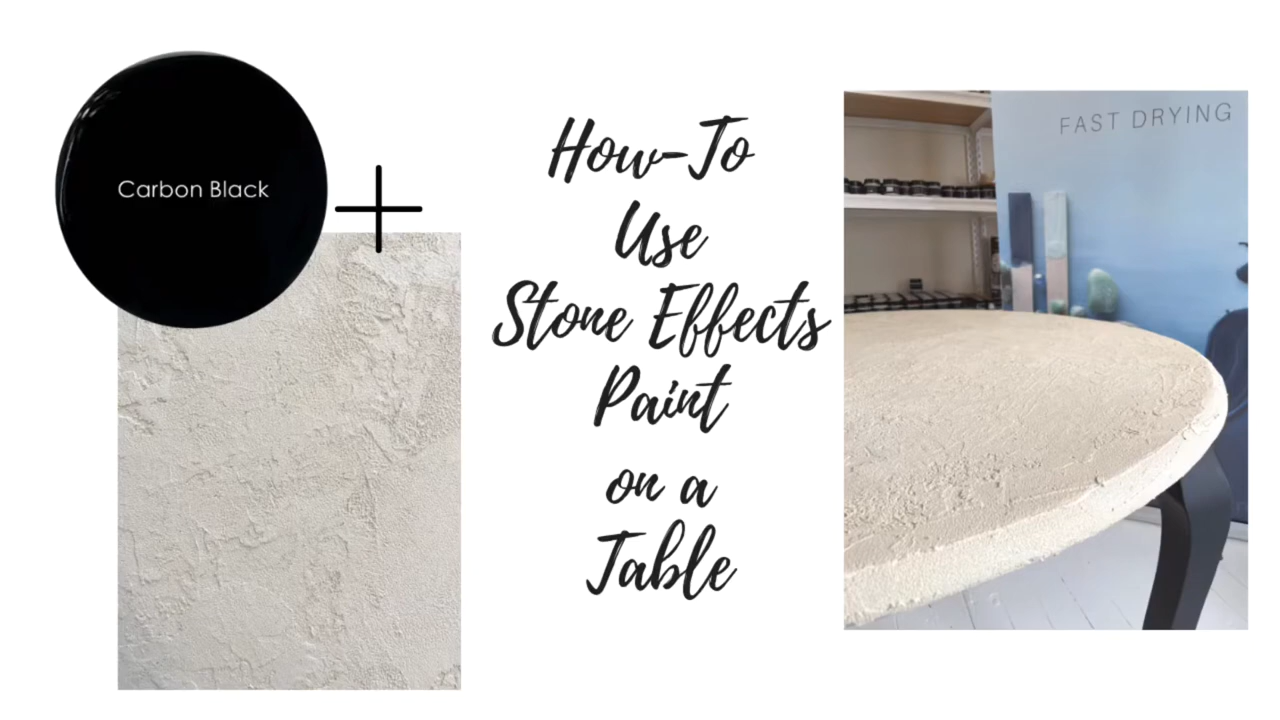 Carbon Black
How-To
Use
Stone Effects
Paint
on a
Table
FAST DRYING